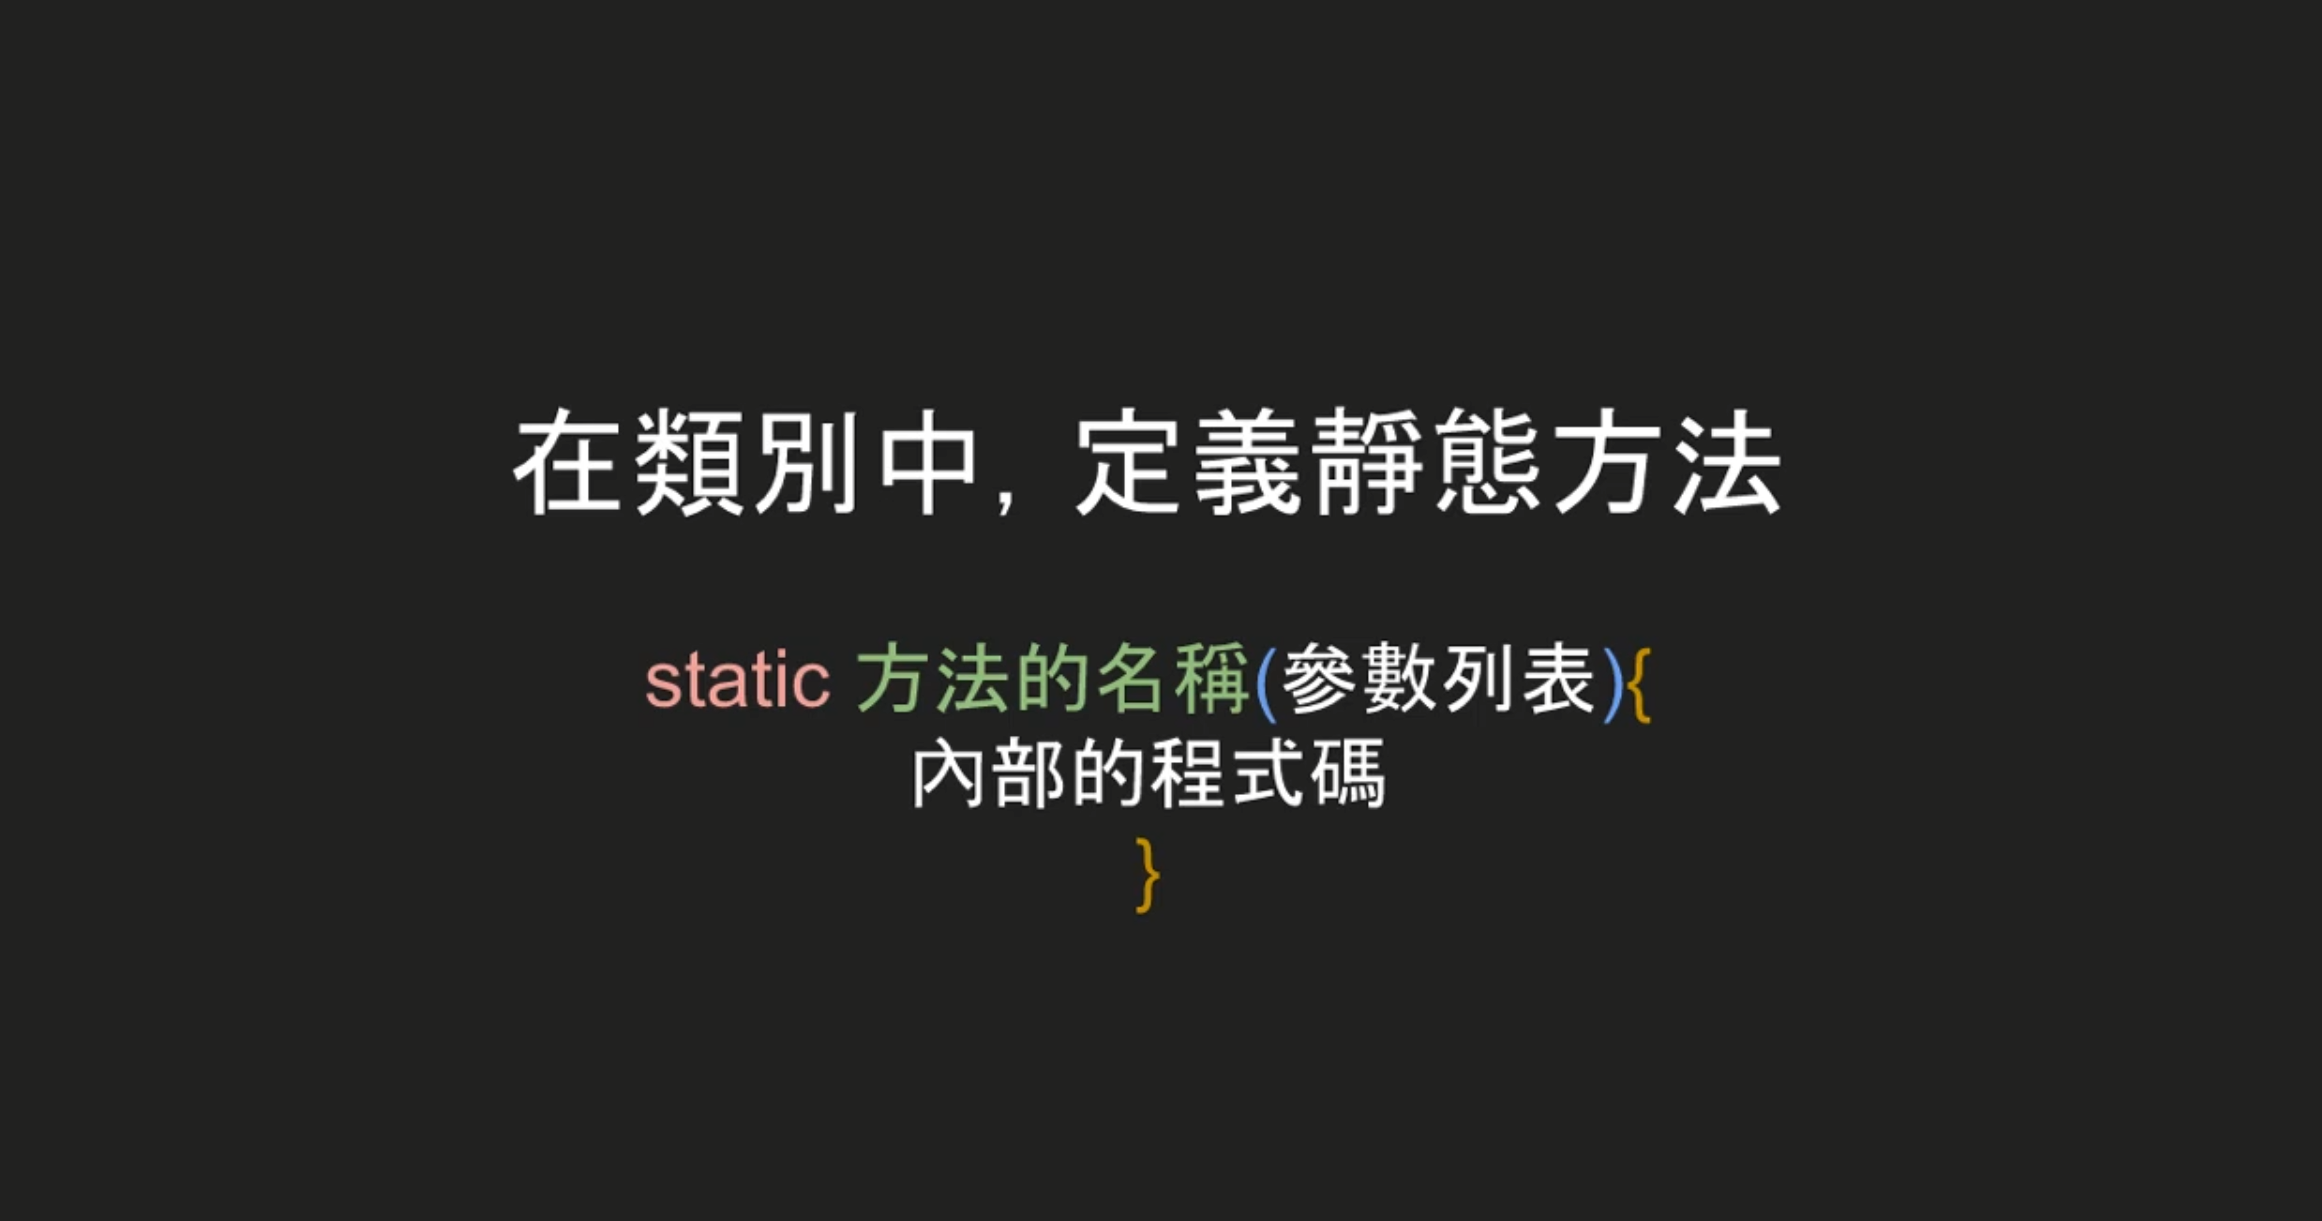 在類別中, 定義靜態方法
static 方法的名稱(參數列表){
內部的程式碼
}